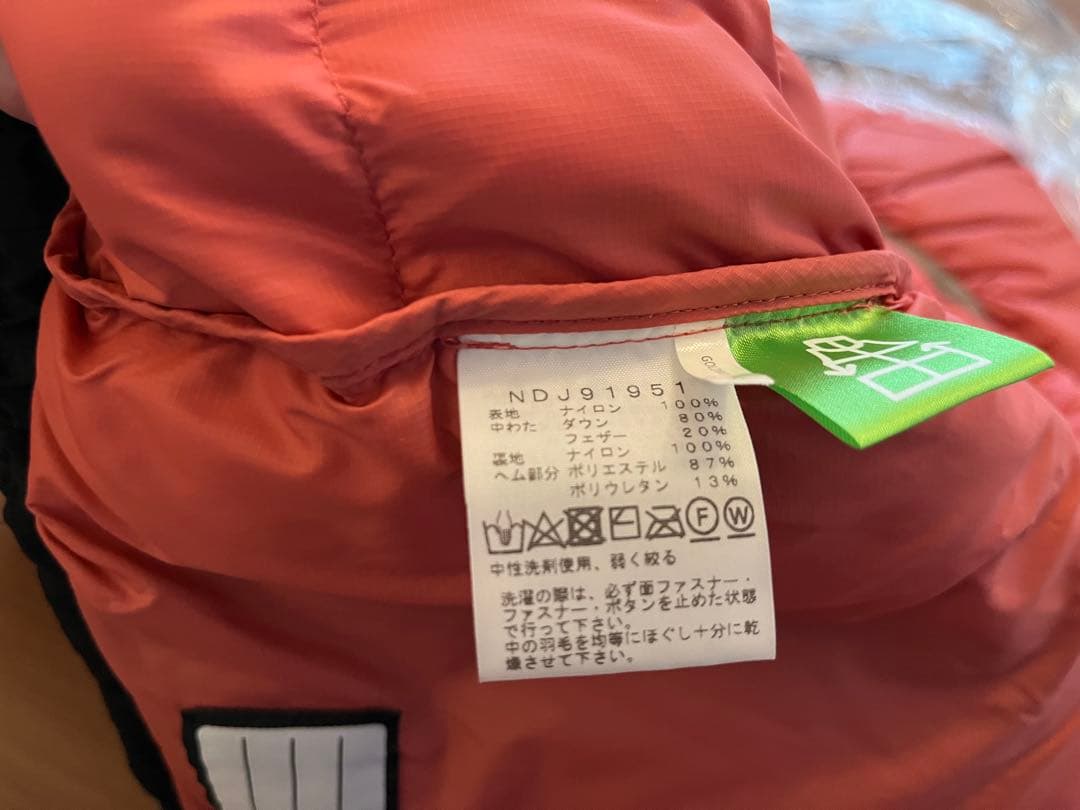 NDJ91951
表地 ナイロン 100%
中わた ダウン 80%
フェザー 20%
裏地 ナイロン 100%
ヘム部分 ポリエステル 87%
ポリウレタン 13%
F W
中性洗剤使用、弱く絞る
洗濯の際は、必ず面ファスナー・
ファスナー・ボタンを止めた状態
で行って下さい。
中の羽毛を均等にほぐし十分に乾
燥させて下さい。